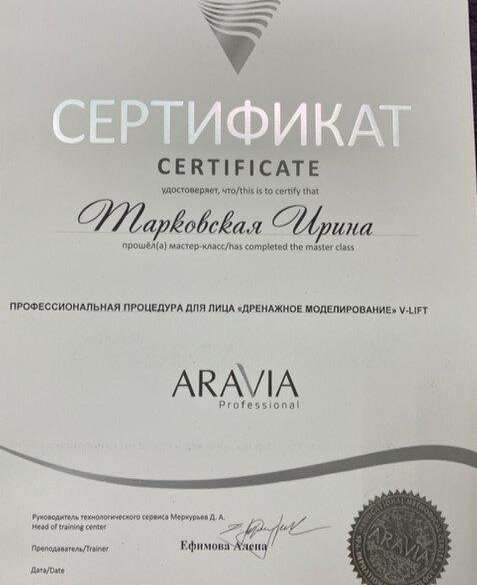 СЕРТИФИКАТ
CERTIFICATE
удостоверяет, что/this is to certify that
Тарковская Ирина
прошёл(а) мастер-класс/has completed the master class
ПРОФЕССИОНАЛЬНАЯ ПРОЦЕДУРА ДЛЯ ЛИЦА «ДРЕНАЖНОЕ МОДЕЛИРОВАНИЕ» V-LIFT
ARAVIA
Professional
Руководитель технологического сервиса Меркурьев Д. А.
Head of training center
Преподаватель/Trainer
Ефимова Алена
Дата/Date
ARAVIA